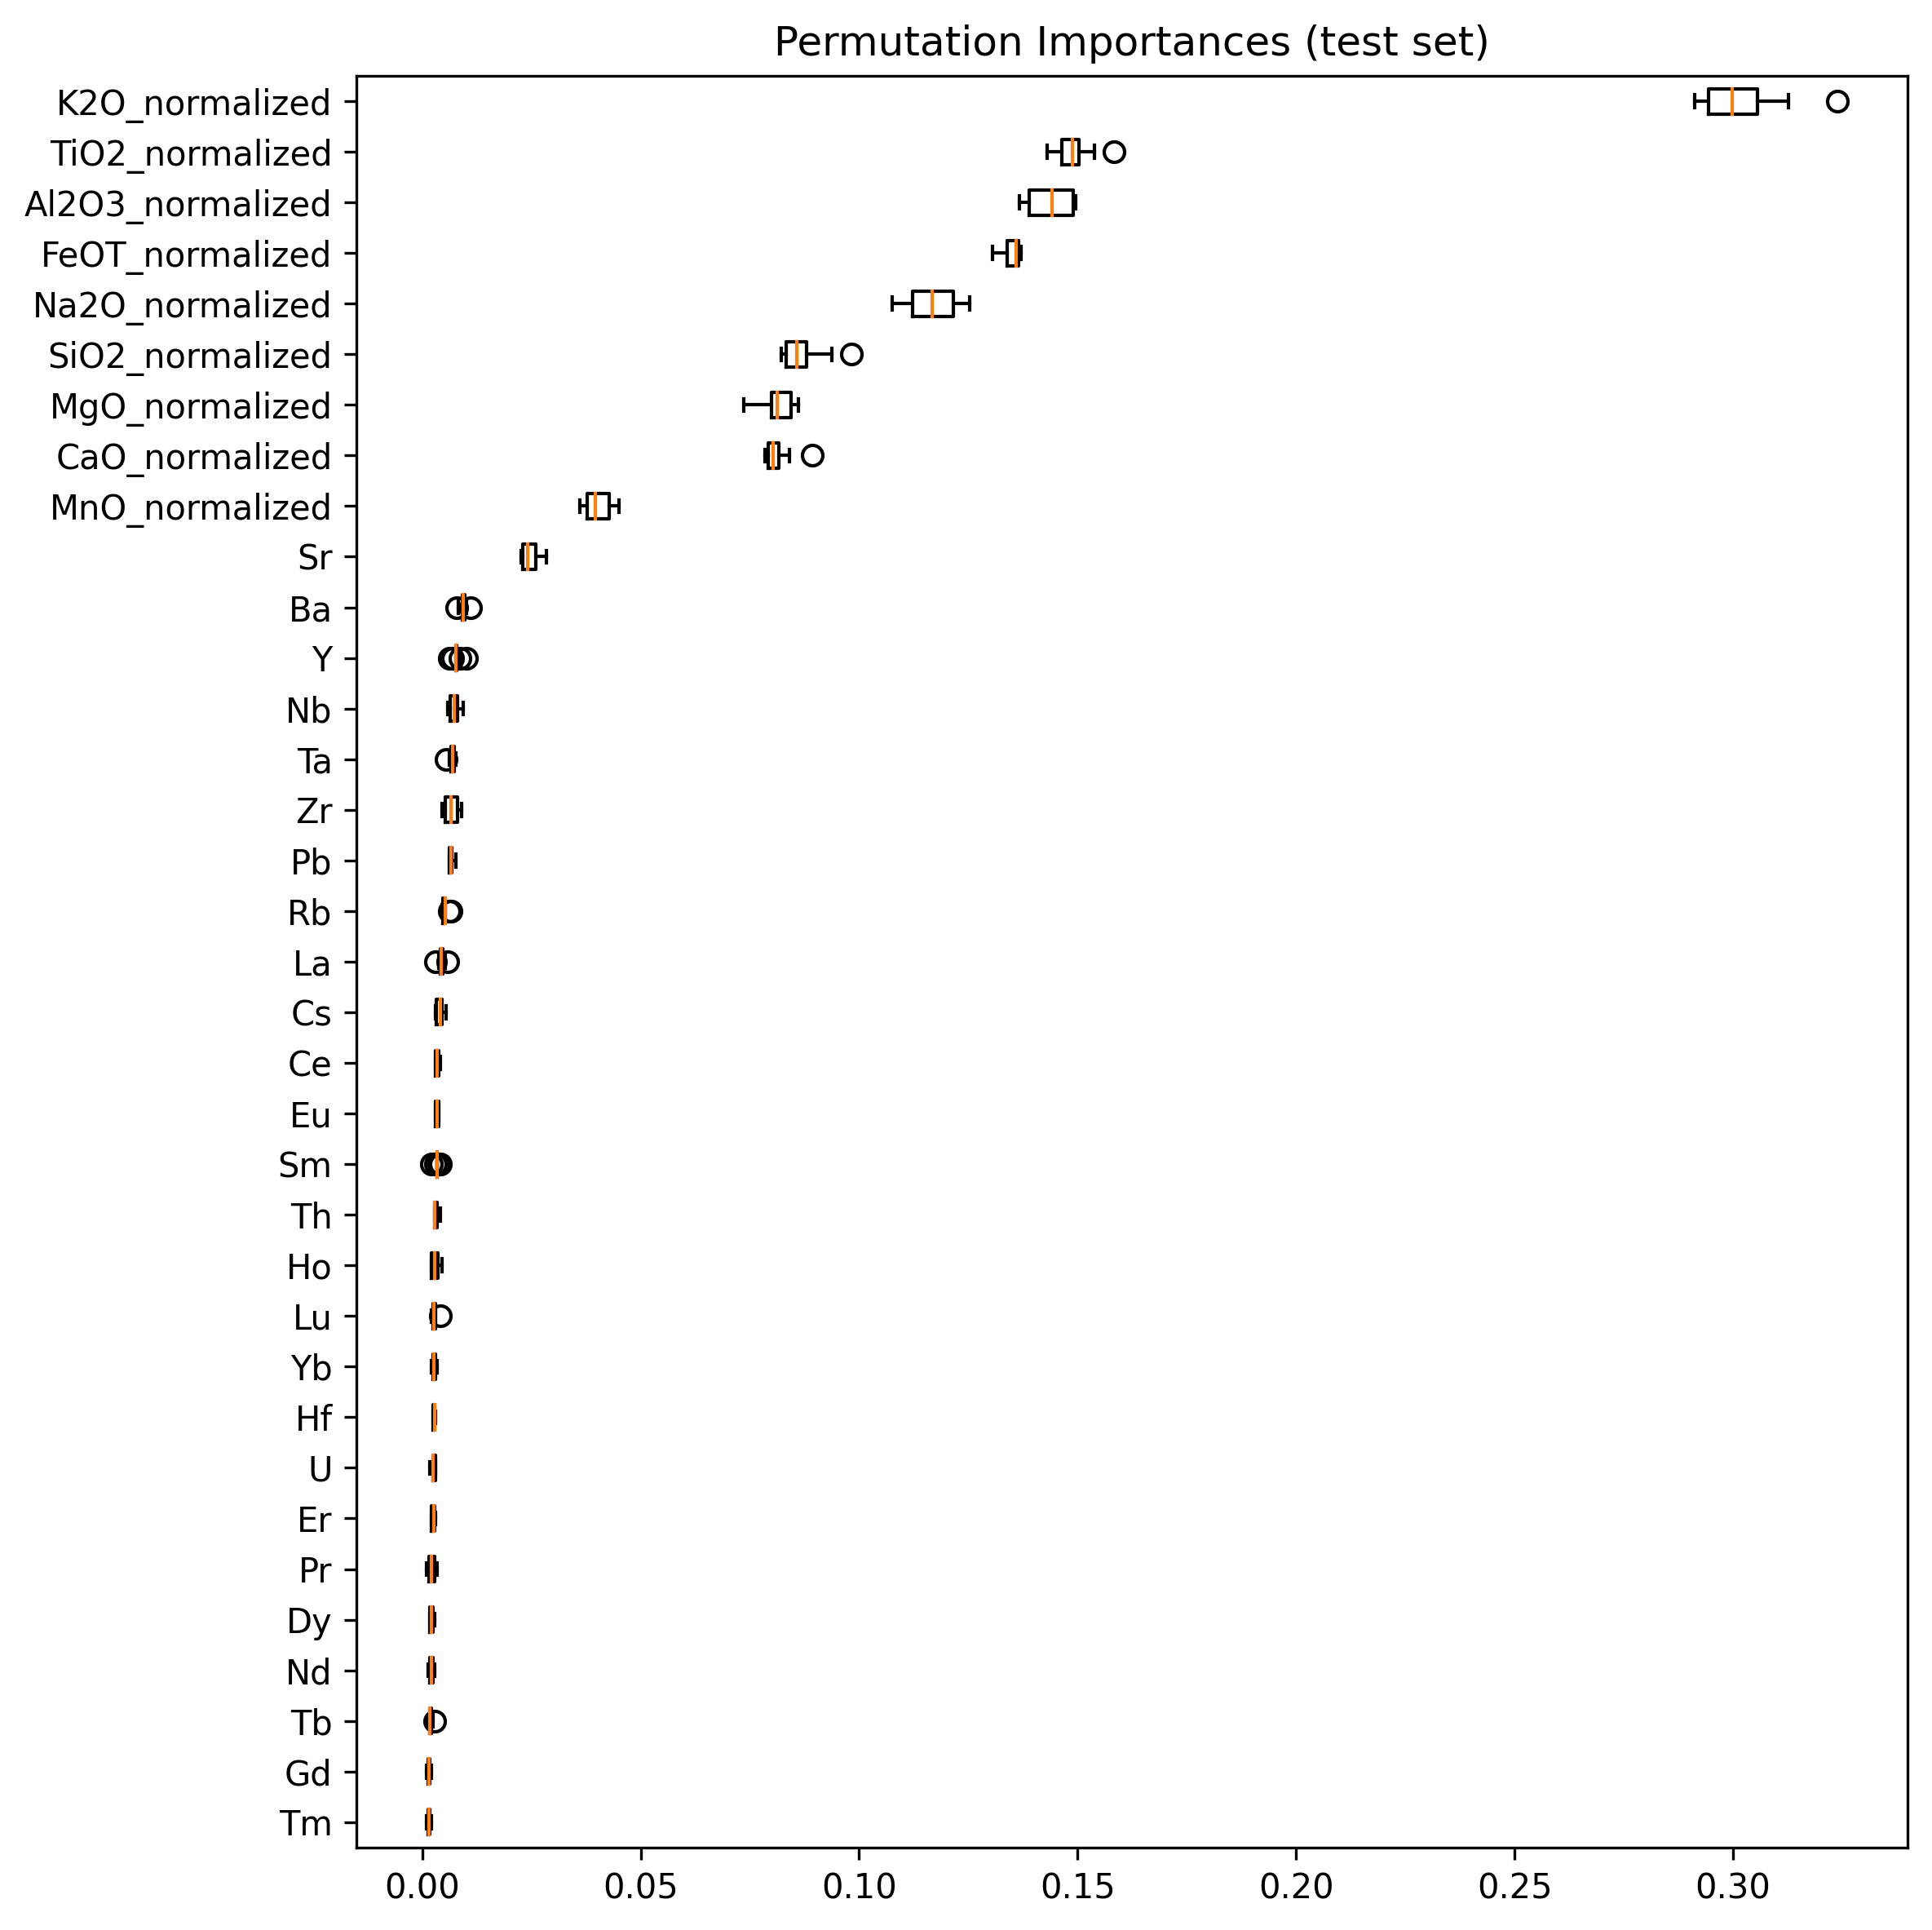 Permutation Importances (test set)
K2O_normalized
TiO2_normalized
Al2O3_normalized
FeOT_normalized
Na2O_normalized
SiO2_normalized
MgO_normalized
CaO_normalized
MnO_normalized
Sr
Ba
Y
Nb
Ta
Zr
Pb
Rb
La
Cs
Ce
Eu
Sm
Th
Ho
Lu
Yb
Hf
U
Er
Pr
Dy
Nd
Tb
Gd
Tm
0.00 0.05 0.10 0.15 0.20 0.25 0.30